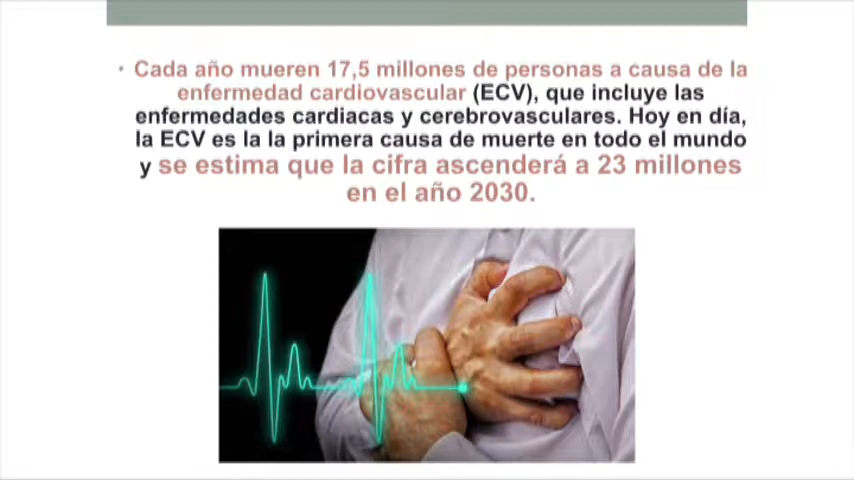 • Cada año mueren 17,5 millones de personas a causa de la
enfermedad cardiovascular (ECV), que incluye las
enfermedades cardiacas y cerebrovasculares. Hoy en día,
la ECV es la la primera causa de muerte en todo el mundo
y se estima que la cifra ascenderá a 23 millones
en el año 2030.